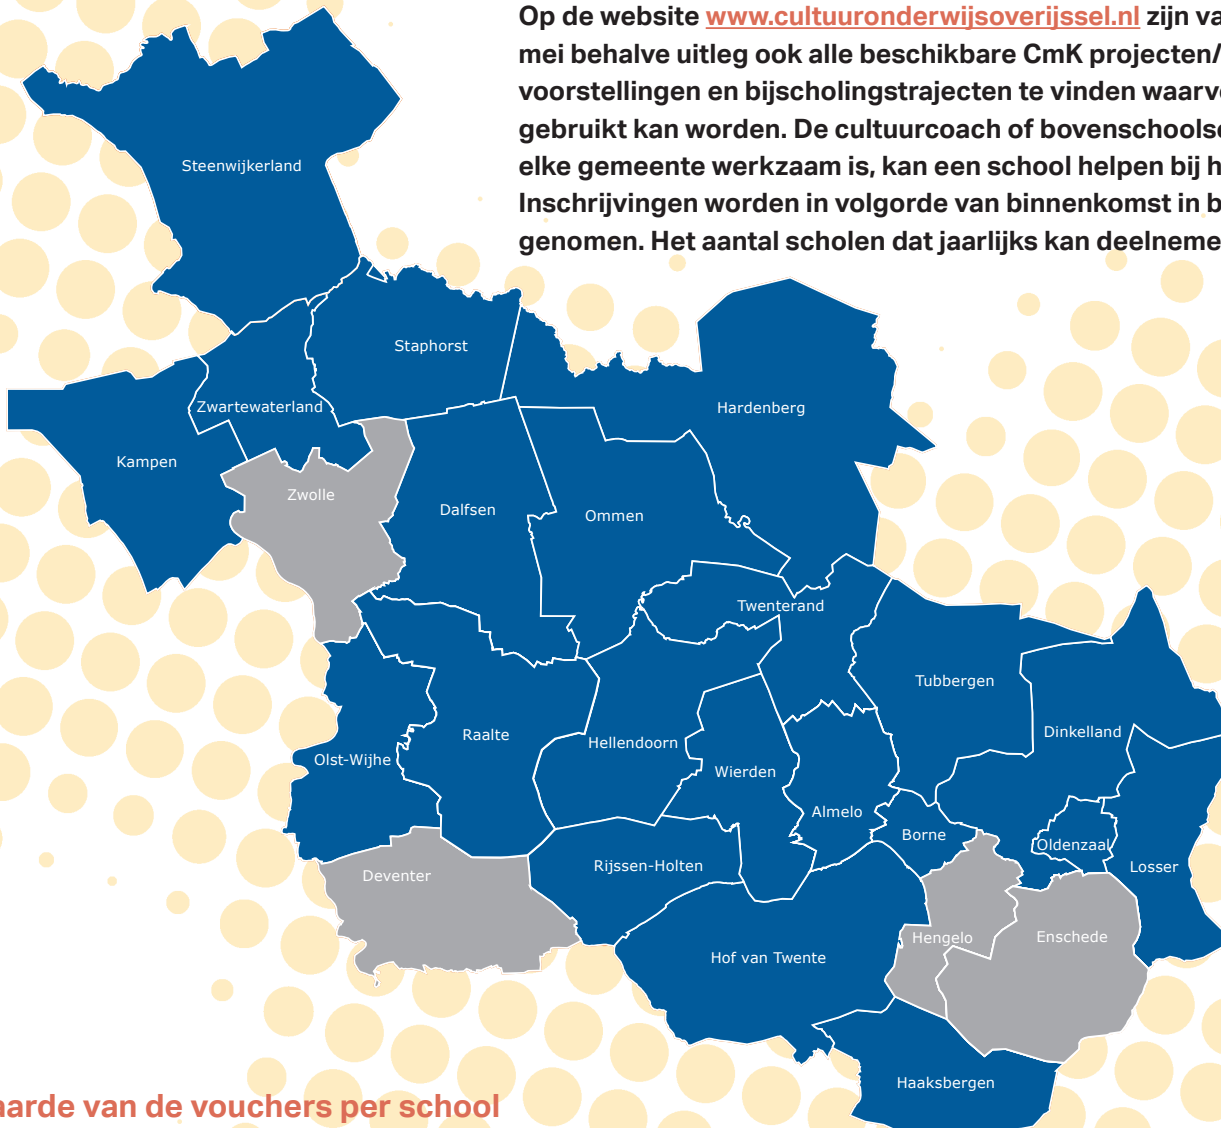 Op de website www.cultuuronderwijsoverijssel.nl zijn va
mei behalve uitleg ook alle beschikbare CmK projecten/
voorstellingen en bijscholingstrajecten te vinden waarv
gebruikt kan worden. De cultuurcoach of bovenschools
elke gemeente werkzaam is, kan een school helpen bij h
Inschrijvingen worden in volgorde van binnenkomst in b
genomen. Het aantal scholen dat jaarlijks kan deelneme
Steenwijkerland
Staphorst
Zwartewaterland
Hardenberg
Kampen
Zwolle
Dalfsen
Ommen
Twenterand
Tubbergen
Dinkelland
Raalte
Hellendoorn
Olst-Wijhe
Wierden
Almelo
Borne
Oldenzaal
Rijssen-Holten
Losser
Deventer
Hengelo
Enschede
Hof van Twente
Haaksbergen
aarde van de vouchers per school